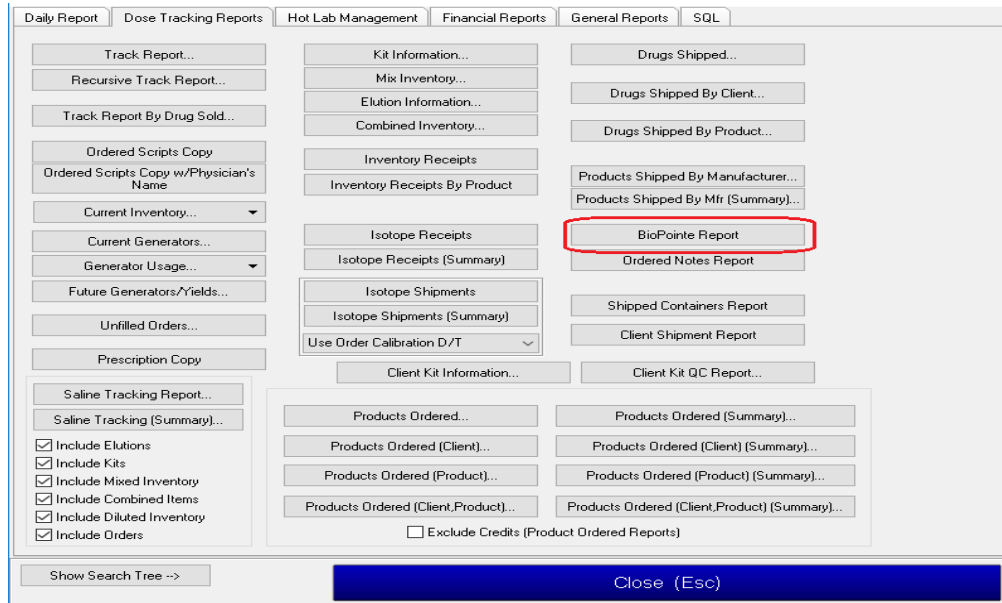 Daily Report
Dose Tracking Reports
Hot Lab Management
Financial Reports
General Reports
SQL
Track Report...
Recursive Track Report...
Track Report By Drug Sold...
Ordered Scripts Copy
Ordered Scripts Copy w/Physician's
Name
Current Inventory...
Current Generators...
Generator Usage...
Future Generators/Yields...
Unfilled Orders...
Prescription Copy
Kit Information...
Mix Inventory...
Elution Information...
Combined Inventory...
Inventory Receipts
Inventory Receipts By Product
Isotope Receipts
Isotope Receipts (Summary)
Isotope Shipments
Isotope Shipments (Summary)
Use Order Calibration D/T
Drugs Shipped...
Drugs Shipped By Client...
Drugs Shipped By Product...
Products Shipped By Manufacturer...
Products Shipped By Mfr (Summary)...
BioPointe Report
Ordered Notes Report
Shipped Containers Report
Client Shipment Report
Client Kit Information...
Client Kit QC Report...
Saline Tracking Report...
Saline Tracking (Summary)...
Include Elutions
Include Kits
Include Mixed Inventory
Include Combined Items
Include Diluted Inventory
Include Orders
Products Ordered...
Products Ordered (Summary)...
Products Ordered (Client)...
Products Ordered (Client) (Summary)...
Products Ordered (Product)...
Products Ordered (Product) (Summary)...
Products Ordered (Client,Product)...
Products Ordered (Client,Product) (Summary)...
Exclude Credits (Product Ordered Reports)
Show Search Tree -->
Close (Esc)